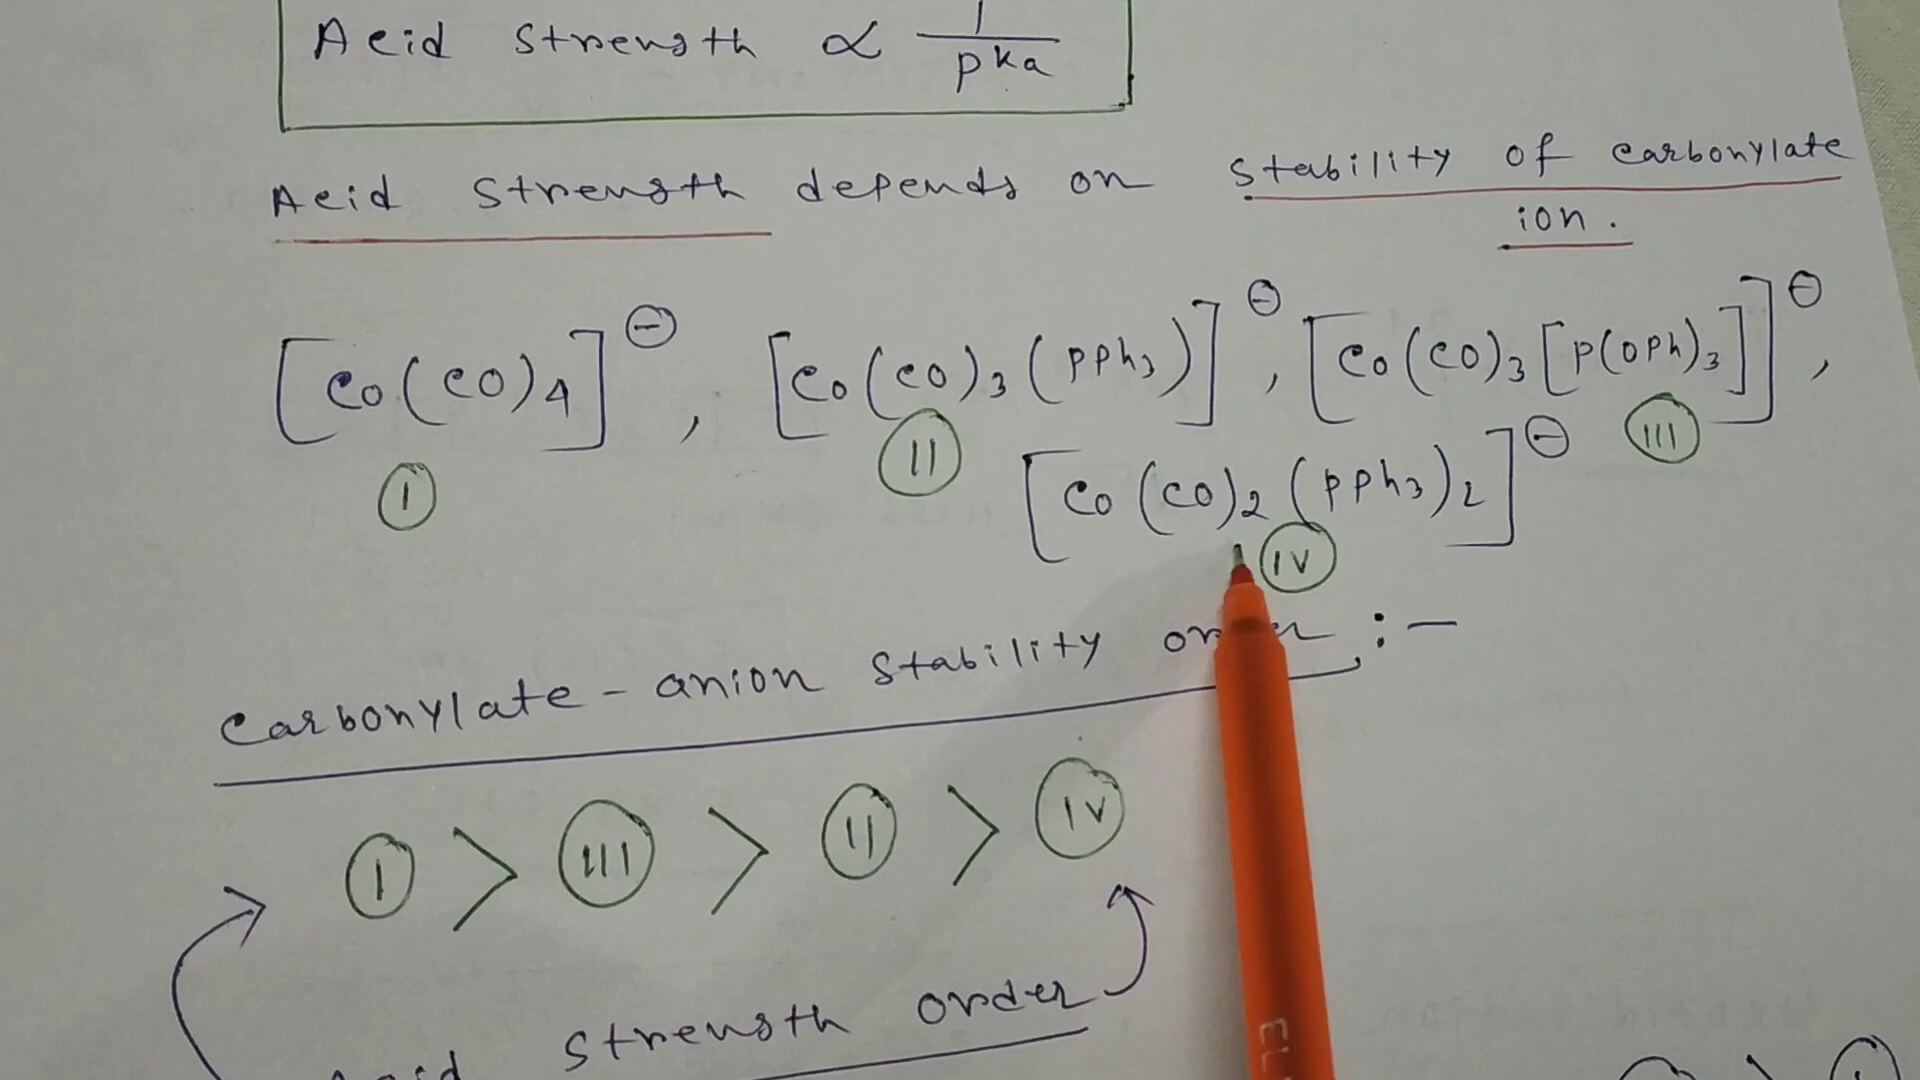 Acid strength ∝ 1/pka
Acid strength depends on stability of carbonylate
ion.
[Co(CO)4]⊖ , [Co(CO)3(pph3)]⊖ , [Co(CO)3[p(oph)3]]⊖ ,
I II III
[Co(CO)2(pph3)2]⊖
IV
Carbonylate-anion stability order :-
I > III > II > IV
Acid strength order